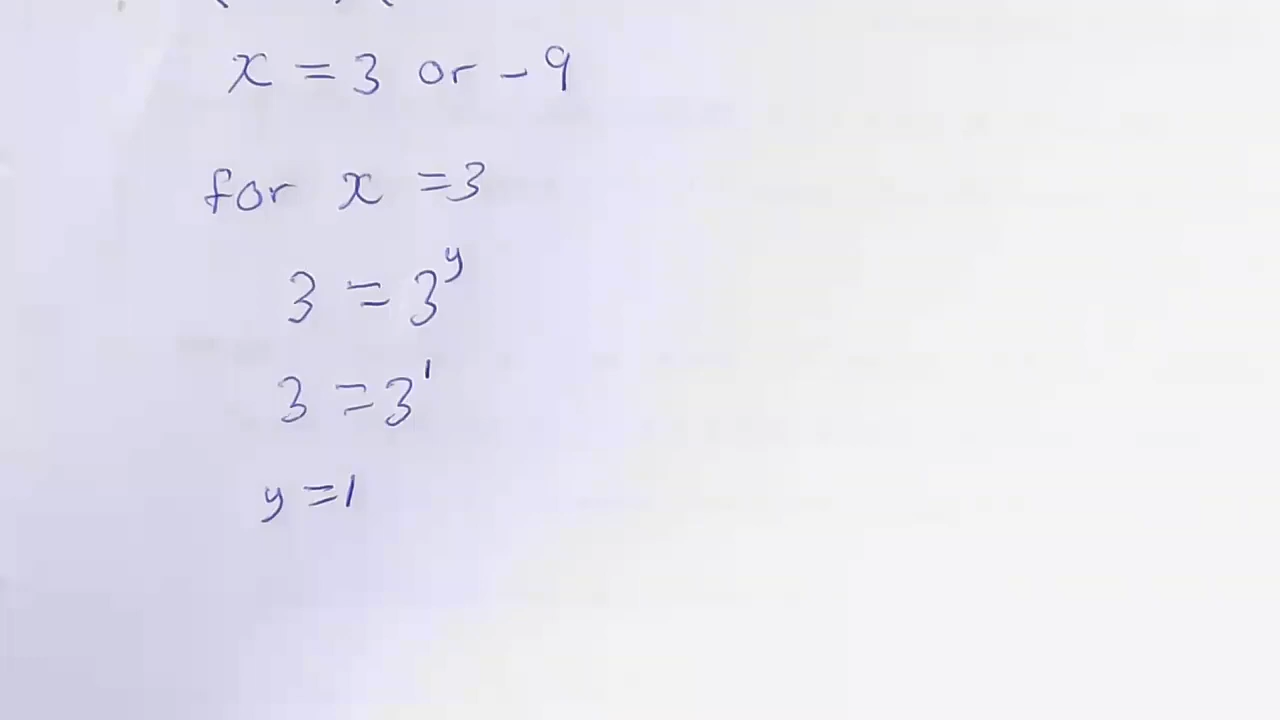 x = 3 or - 9
for x = 3
3 = 3^y
3 = 3^1
y = 1